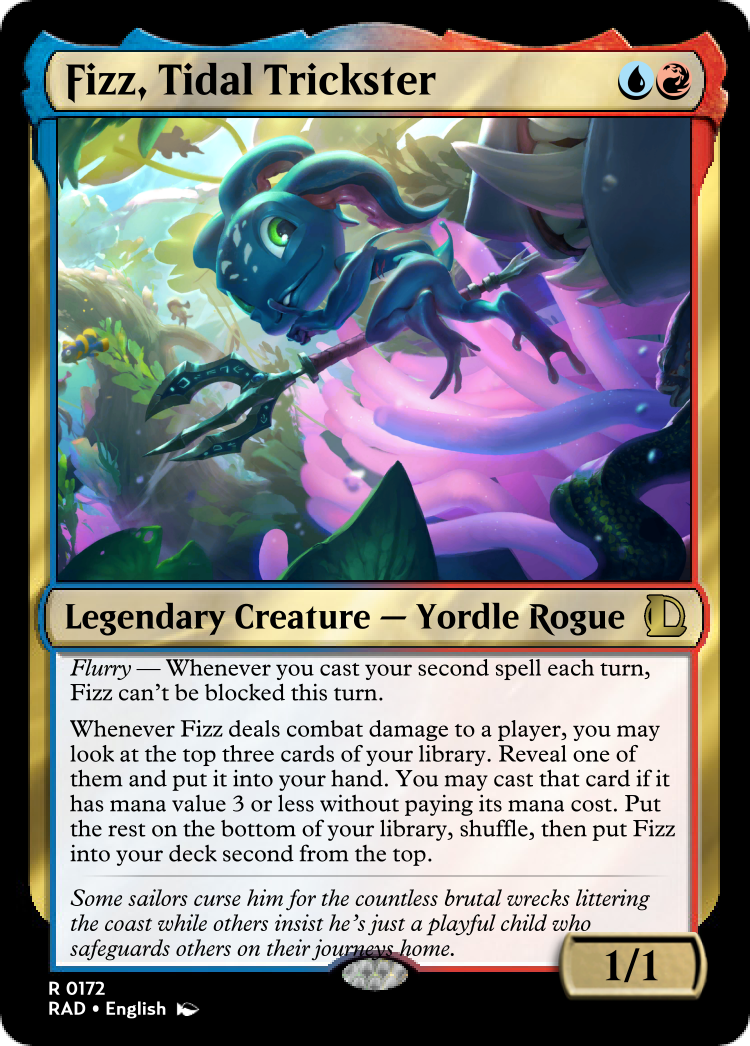 Fizz, Tidal Trickster
Legendary Creature — Yordle Rogue
Flurry — Whenever you cast your second spell each turn,
Fizz can't be blocked this turn.
Whenever Fizz deals combat damage to a player, you may
look at the top three cards of your library. Reveal one of
them and put it into your hand. You may cast that card if it
has mana value 3 or less without paying its mana cost. Put
the rest on the bottom of your library, shuffle, then put Fizz
into your deck second from the top.
Some sailors curse him for the countless brutal wrecks littering
the coast while others insist he's just a playful child who
safeguards others on their journeys home.
1/1
R 0172
RAD • English